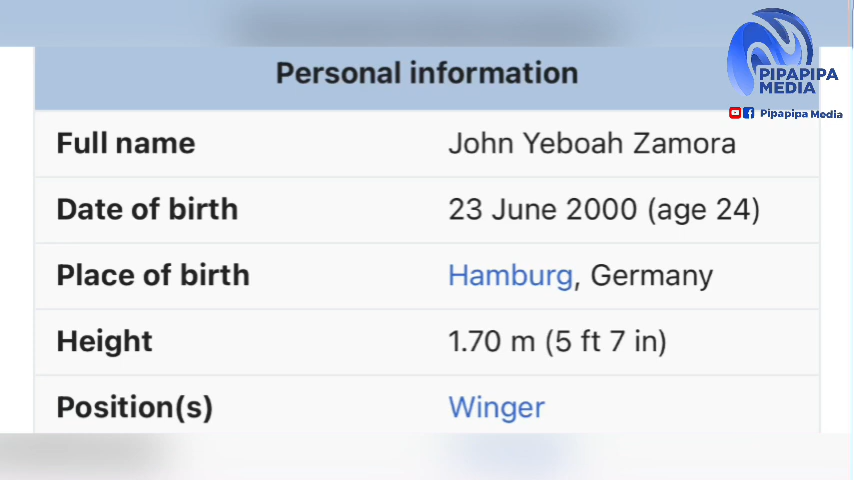 Personal information
PIPAPIPA
MEDIA
Pipapipa Media
Full name John Yeboah Zamora
Date of birth 23 June 2000 (age 24)
Place of birth Hamburg, Germany
Height 1.70 m (5 ft 7 in)
Position(s) Winger